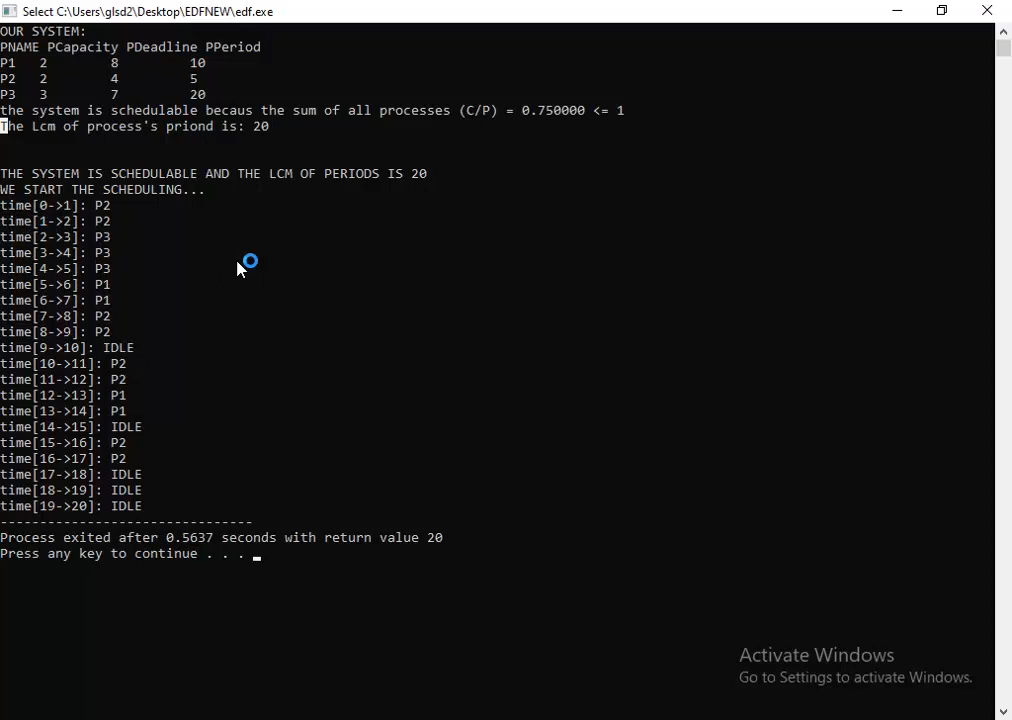 Select C:\Users\glsd2\Desktop\EDFNEW\edf.exe
OUR SYSTEM:
PNAME PCapacity PDeadline PPeriod
P1 2 8 10
P2 2 4 5
P3 3 7 20
the system is schedulable becaus the sum of all processes (C/P) = 0.750000 <= 1
The Lcm of process's priond is: 20
THE SYSTEM IS SCHEDULABLE AND THE LCM OF PERIODS IS 20
WE START THE SCHEDULING...
time[0->1]: P2
time[1->2]: P2
time[2->3]: P3
time[3->4]: P3
time[4->5]: P3
time[5->6]: P1
time[6->7]: P1
time[7->8]: P2
time[8->9]: P2
time[9->10]: IDLE
time[10->11]: P2
time[11->12]: P2
time[12->13]: P1
time[13->14]: P1
time[14->15]: IDLE
time[15->16]: P2
time[16->17]: P2
time[17->18]: IDLE
time[18->19]: IDLE
time[19->20]: IDLE
--------------------------------
Process exited after 0.5637 seconds with return value 20
Press any key to continue . . .
Activate Windows
Go to Settings to activate Windows.